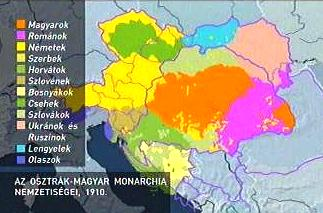 Magyarok
Románok
Németek
Szerbek
Horvátok
Szlovének
Bosnyákok
Csehek
Szlovákok
Ukránok és
Ruszinok
Lengyelek
Olaszok
AZ OSZTRÁK-MAGYAR MONARCHIA
NEMZETISÉGEI, 1910.